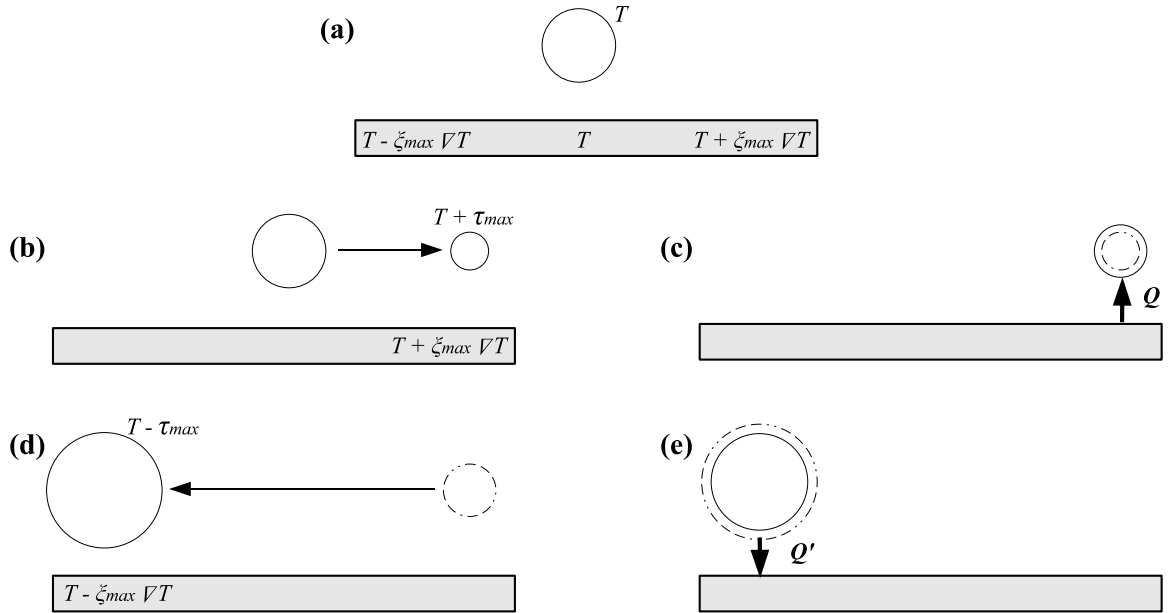 (a)
T
T - ξmax ∇T T T + ξmax ∇T
(b)
T + τmax
T + ξmax ∇T
(c)
Q
(d)
T - τmax
T - ξmax ∇T
(e)
Q'